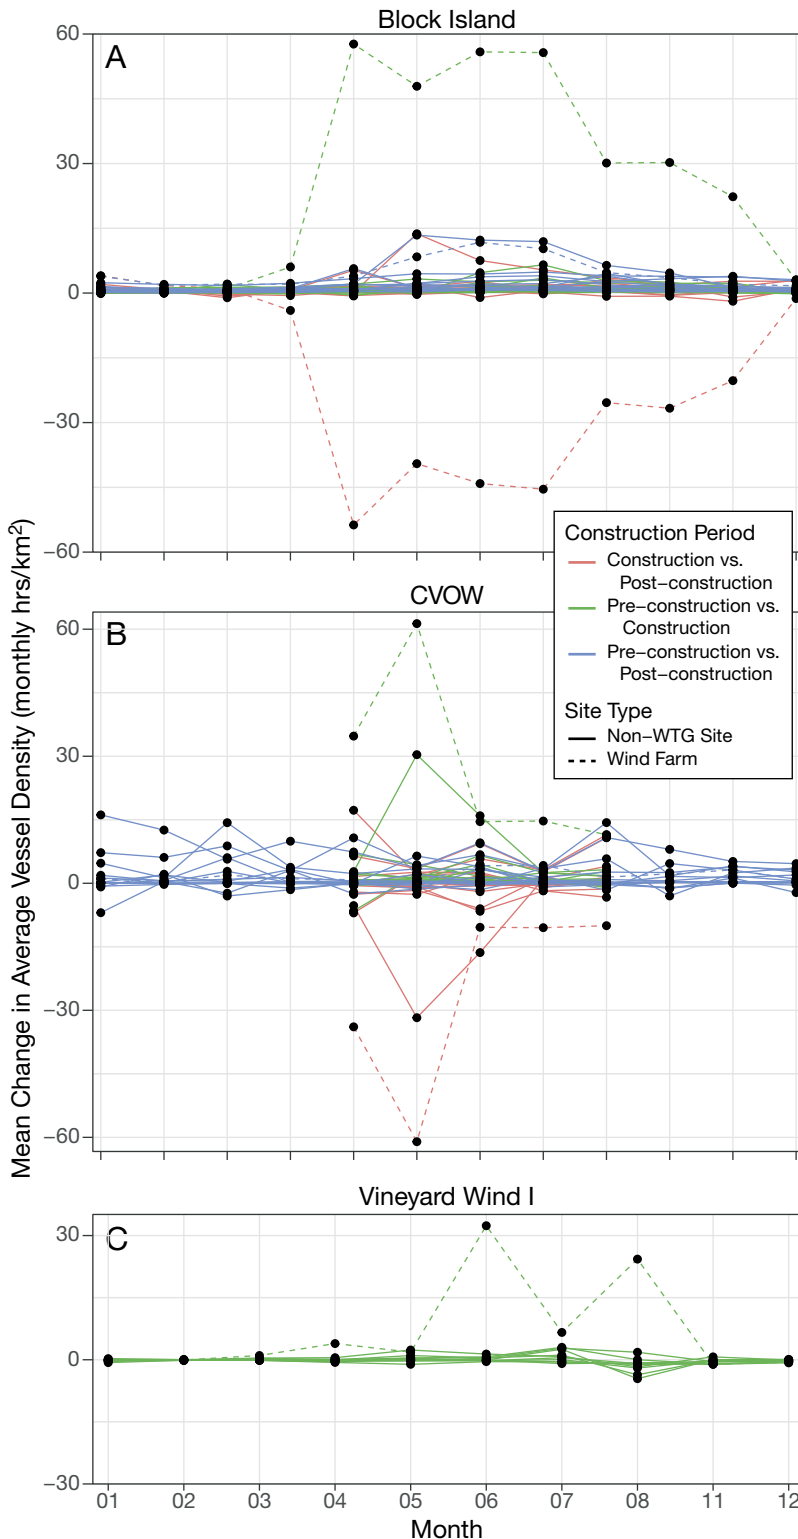 Block Island
A
60
30
0
−30
−60
Mean Change in Average Vessel Density (monthly hrs/km2)
Construction Period
Construction vs.
Post−construction
Pre−construction vs.
Construction
Pre−construction vs.
Post−construction
Site Type
Non−WTG Site
Wind Farm
CVOW
B
60
30
0
−30
−60
Vineyard Wind I
C
30
0
−30
01 02 03 04 05 06 07 08 11 12
Month